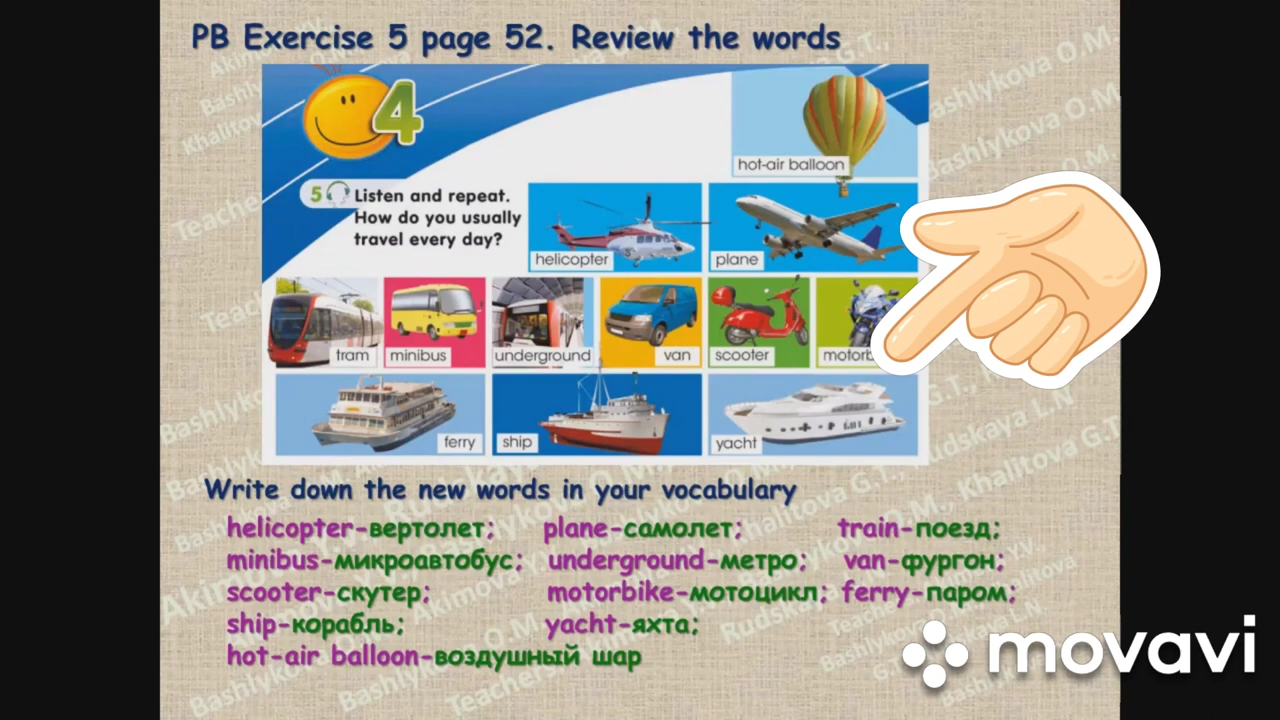 PB Exercise 5 page 52. Review the words
4
hot-air balloon
5 Listen and repeat.
How do you usually
travel every day?
helicopter
plane
tram
minibus
underground
van
scooter
ferry
ship
yacht
Write down the new words in your vocabulary
helicopter-вертолет; plane-самолет; train-поезд;
minibus-микроавтобус; underground-метро; van-фургон;
scooter-скутер; motorbike-мотоцикл; ferry-паром;
ship-корабль; yacht-яхта;
hot-air balloon-воздушный шар
movavi